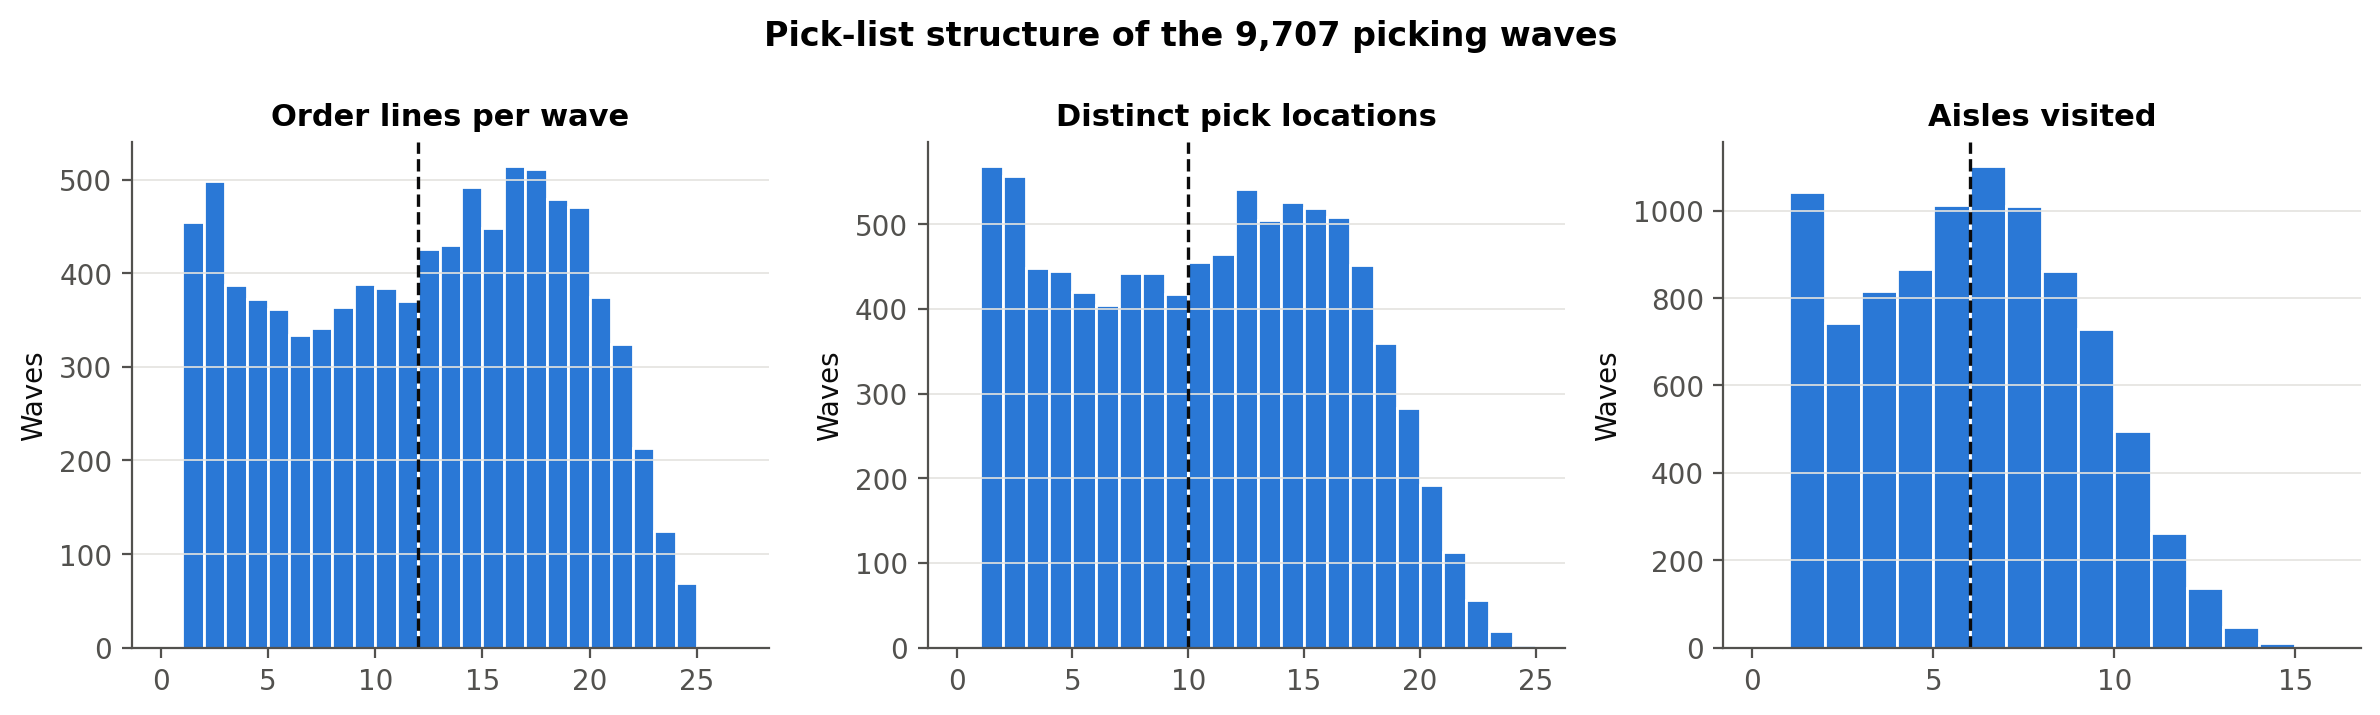 Pick-list structure of the 9,707 picking waves
Order lines per wave
Waves
500
400
300
200
100
0
0 5 10 15 20 25
Distinct pick locations
Waves
500
400
300
200
100
0
0 5 10 15 20 25
Aisles visited
Waves
1000
800
600
400
200
0
0 5 10 15